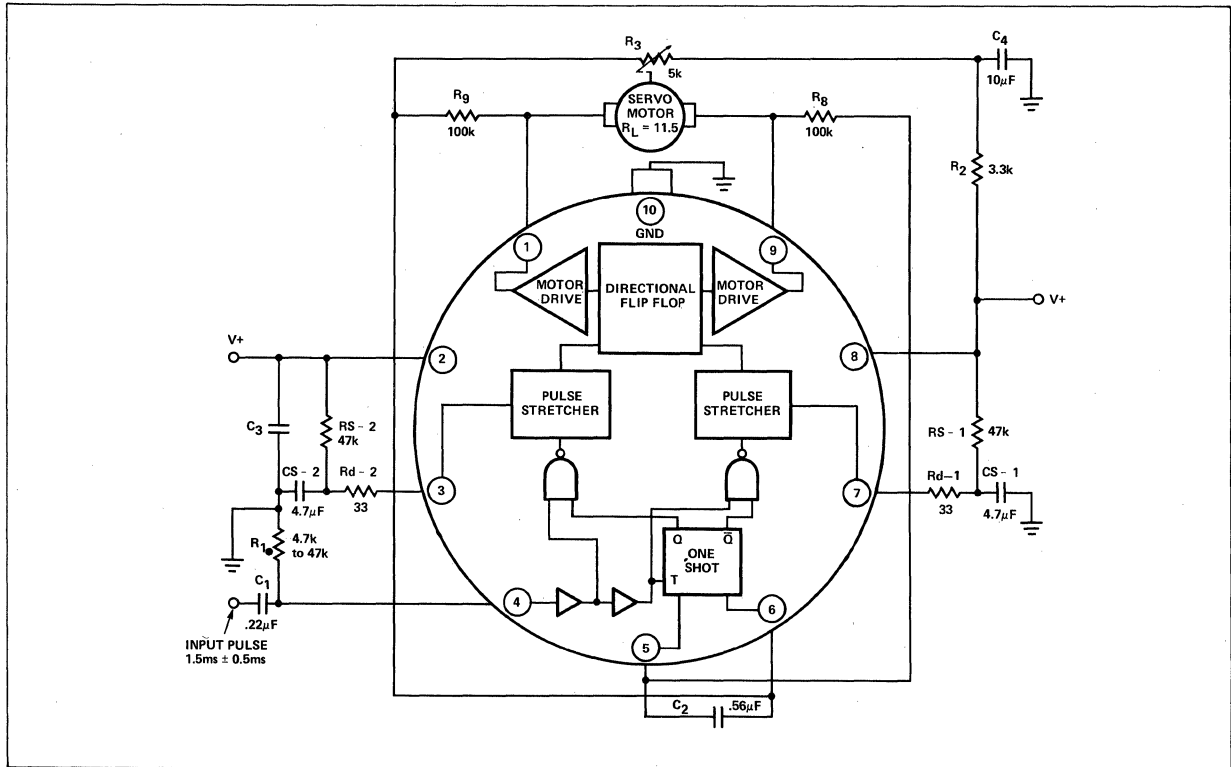 R3
5k
C4
10μF
R9
100k
SERVO
MOTOR
RL = 11.5
R8
100k
R2
3.3k
10
GND
1
9
MOTOR
DRIVE
DIRECTIONAL
FLIP FLOP
MOTOR
DRIVE
V+
V+
2
8
PULSE
STRETCHER
PULSE
STRETCHER
C3
RS - 2
47k
RS - 1
47k
CS - 2
4.7μF
Rd - 2
33
3
7
Rd-1
33
CS - 1
4.7μF
R1
4.7k
to 47k
Q
Q̅
ONE
SHOT
T
C1
.22μF
4
6
5
INPUT PULSE
1.5ms ± 0.5ms
C2
.56μF